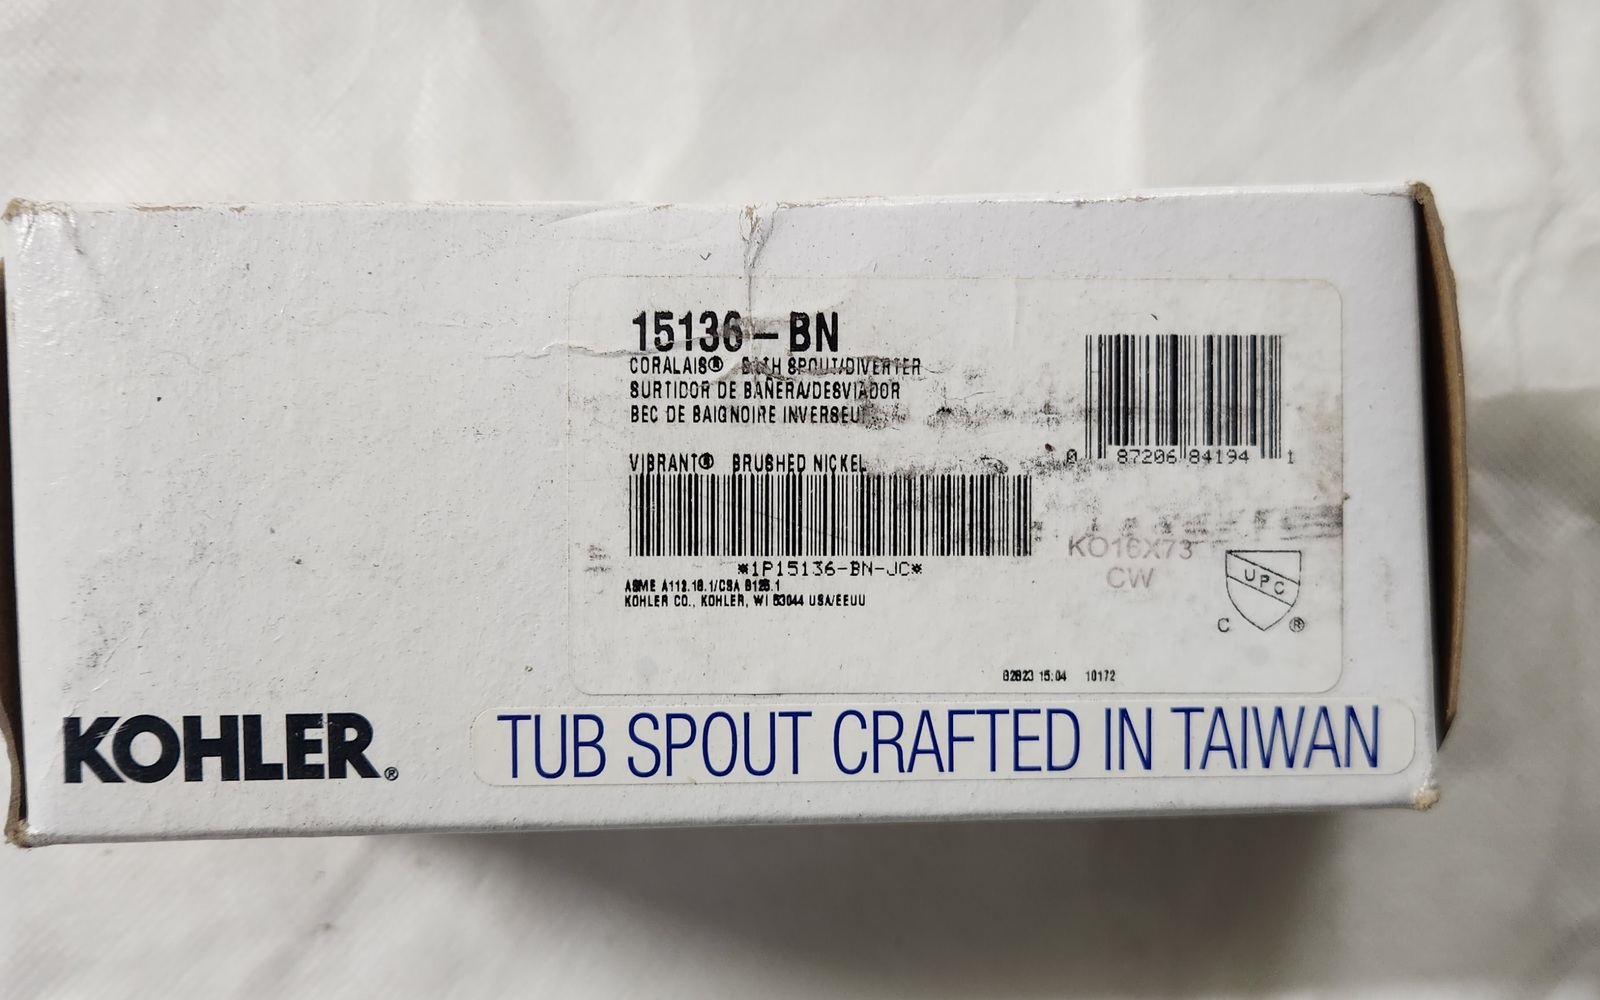 15136-BN
CORALAIS® BATH SPOUT/DIVERTER
SURTIDOR DE BAÑERA/DESVIADOR
BEC DE BAIGNOIRE INVERSEUR
VIBRANT® BRUSHED NICKEL
*1P15136-BN-JC*
ASME A112.18.1/CSA B125.1
KOHLER CO., KOHLER, WI 53044 USA/EEUU
0 87206 84194 1
KO16X73
CW
UPC
C ®
15:04 10172
KOHLER®
TUB SPOUT CRAFTED IN TAIWAN